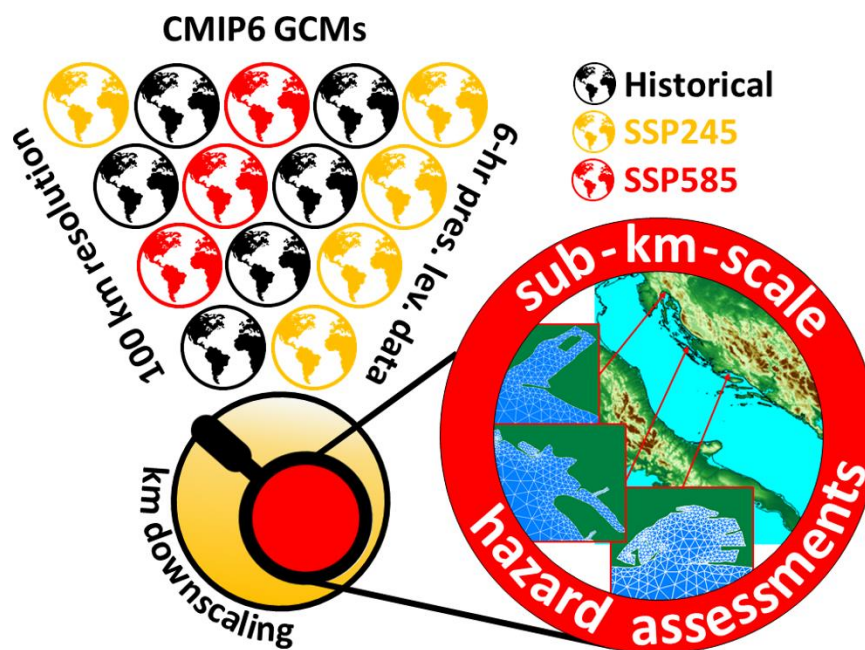 CMIP6 GCMs
Historical
SSP245
SSP585
100 km resolution
6-hr pres. lev. data
km downscaling
sub-km-scale
hazard assessments